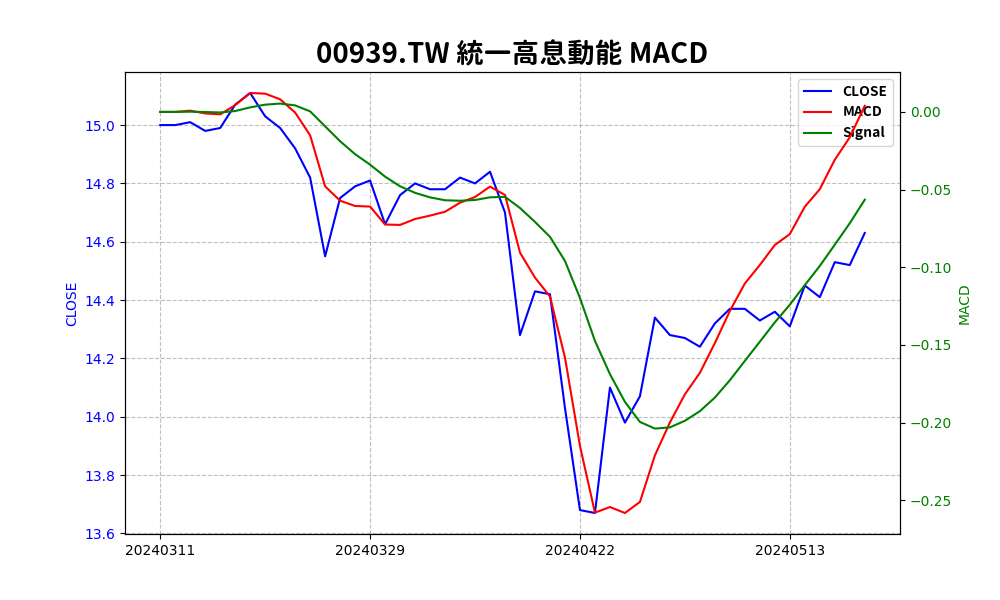 00939.TW 統一高息動能 MACD
CLOSE
MACD
Signal
15.0
14.8
14.6
14.4
14.2
14.0
13.8
13.6
CLOSE
0.00
−0.05
−0.10
−0.15
−0.20
−0.25
MACD
20240311 20240329 20240422 20240513